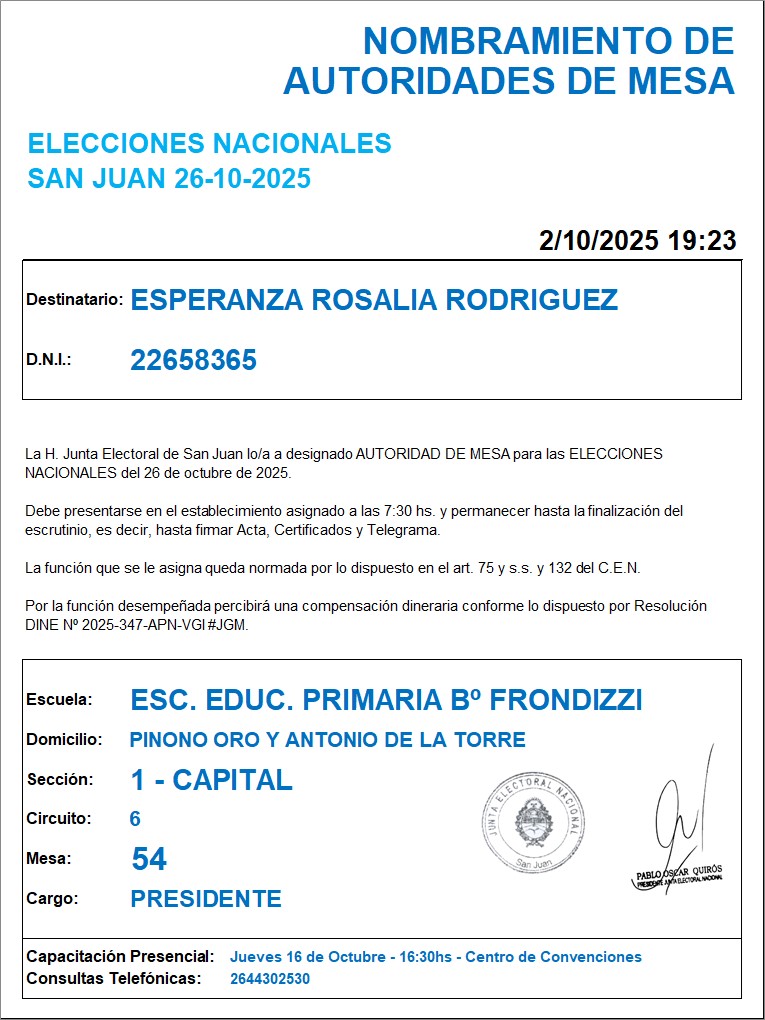 NOMBRAMIENTO DE
AUTORIDADES DE MESA
ELECCIONES NACIONALES
SAN JUAN 26-10-2025
2/10/2025 19:23
Destinatario: ESPERANZA ROSALIA RODRIGUEZ
D.N.I.: 22658365
La H. Junta Electoral de San Juan lo/a a designado AUTORIDAD DE MESA para las ELECCIONES
NACIONALES del 26 de octubre de 2025.
Debe presentarse en el establecimiento asignado a las 7:30 hs. y permanecer hasta la finalización del
escrutinio, es decir, hasta firmar Acta, Certificados y Telegrama.
La función que se le asigna queda normada por lo dispuesto en el art. 75 y s.s. y 132 del C.E.N.
Por la función desempeñada percibirá una compensación dineraria conforme lo dispuesto por Resolución
DINE Nº 2025-347-APN-VGI#JGM.
Escuela: ESC. EDUC. PRIMARIA Bº FRONDIZZI
Domicilio: PINONO ORO Y ANTONIO DE LA TORRE
Sección: 1 - CAPITAL
Circuito: 6
Mesa: 54
Cargo: PRESIDENTE
JUNTA ELECTORAL NACIONAL
San Juan
PABLO OSCAR QUIRÓS
PRESIDENTE JUNTA ELECTORAL NACIONAL
Capacitación Presencial: Jueves 16 de Octubre - 16:30hs - Centro de Convenciones
Consultas Telefónicas: 2644302530